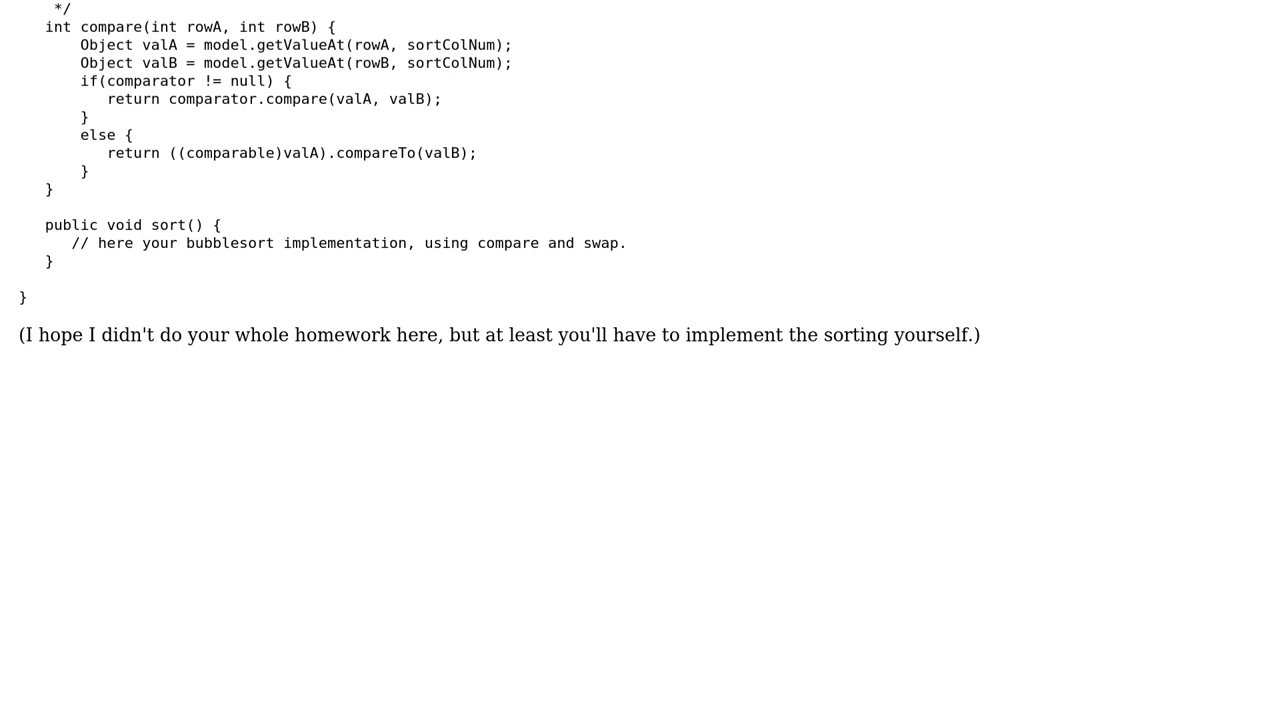 */
   int compare(int rowA, int rowB) {
       Object valA = model.getValueAt(rowA, sortColNum);
       Object valB = model.getValueAt(rowB, sortColNum);
       if(comparator != null) {
          return comparator.compare(valA, valB);
       }
       else {
          return ((comparable)valA).compareTo(valB);
       }
   }

   public void sort() {
      // here your bubblesort implementation, using compare and swap.
   }

}
(I hope I didn't do your whole homework here, but at least you'll have to implement the sorting yourself.)